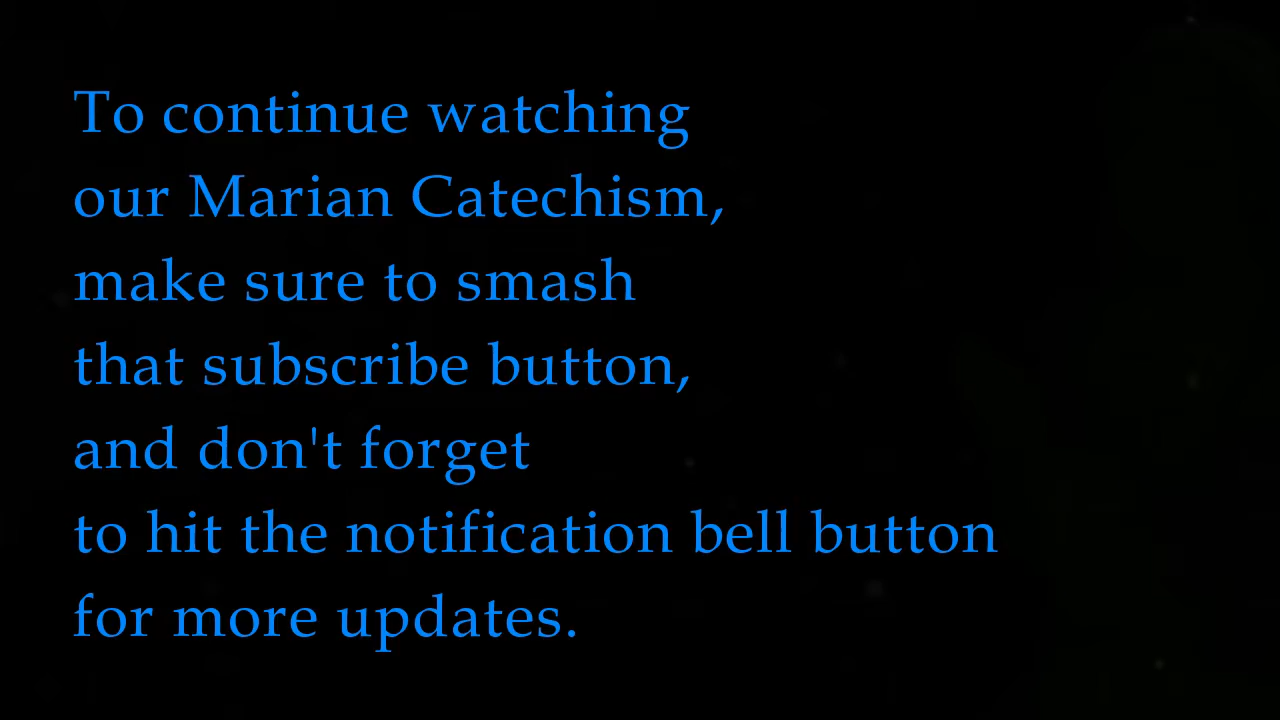 To continue watching
our Marian Catechism,
make sure to smash
that subscribe button,
and don't forget
to hit the notification bell button
for more updates.